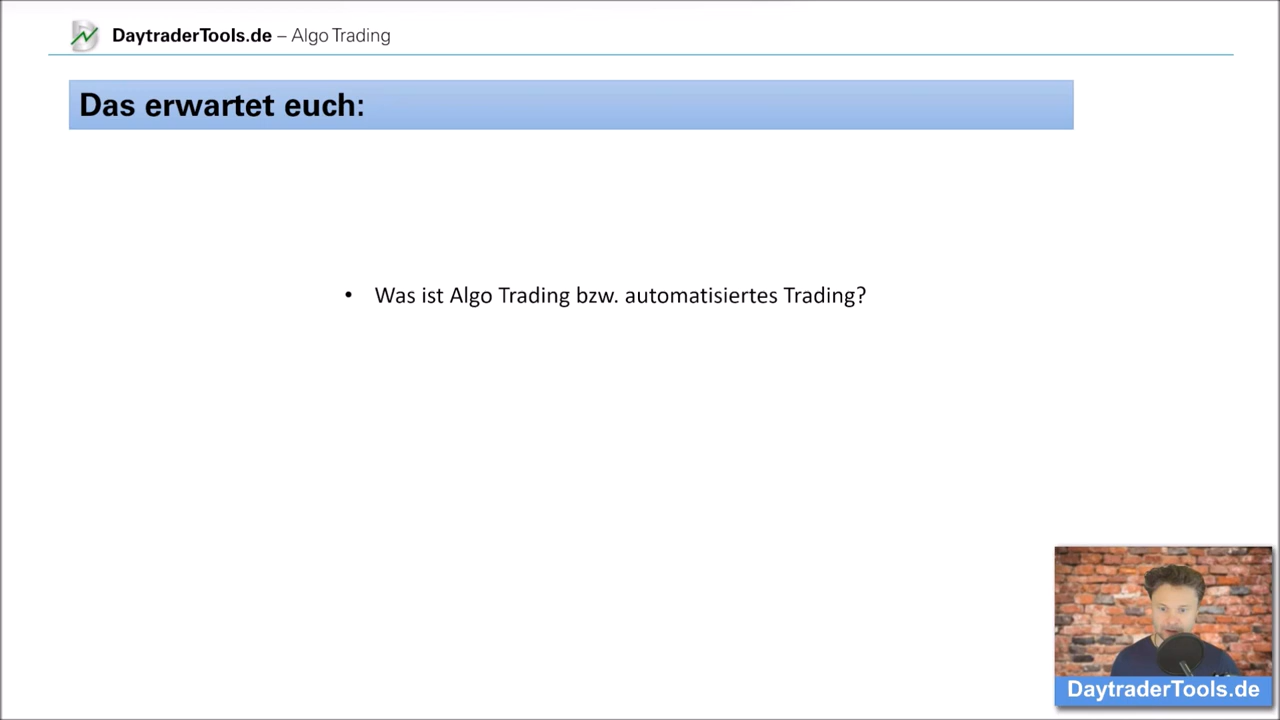 DaytraderTools.de – Algo Trading
Das erwartet euch:
• Was ist Algo Trading bzw. automatisiertes Trading?
DaytraderTools.de